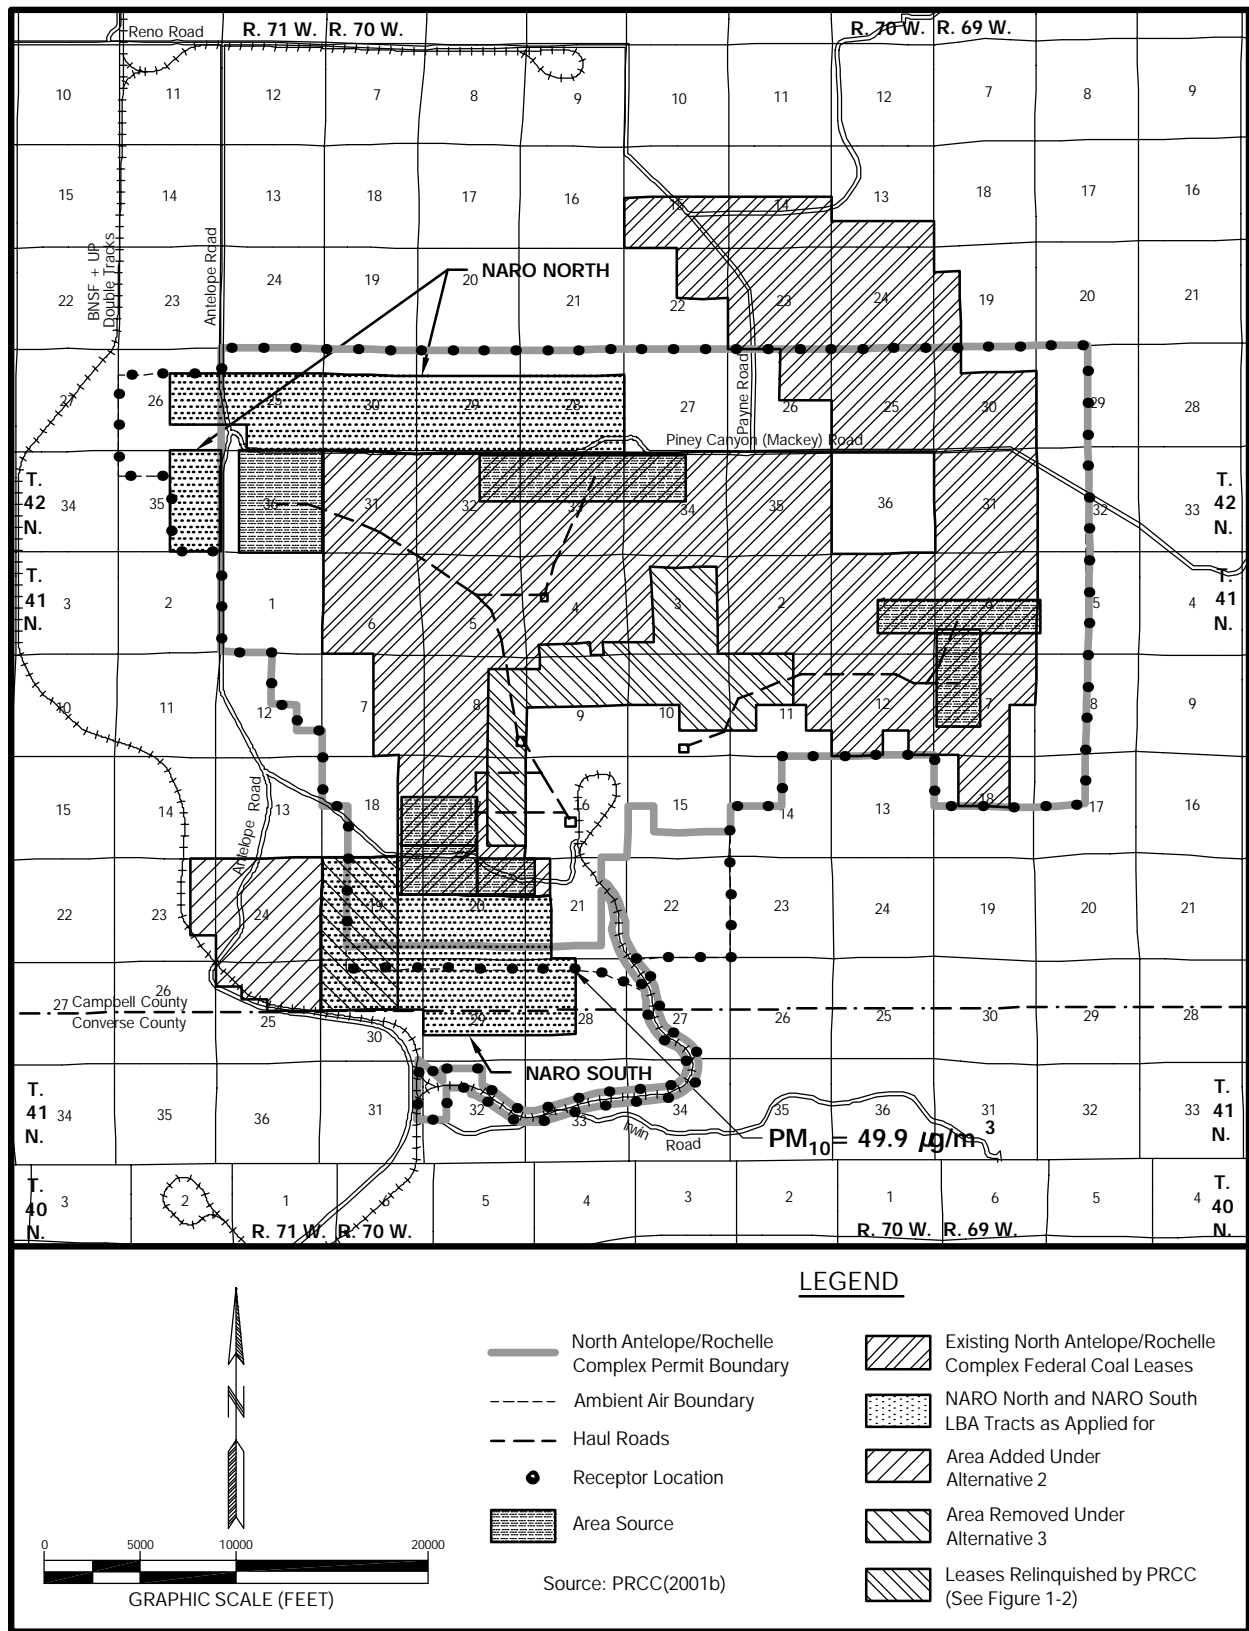 Reno Road R. 71 W. R. 70 W. R. 70 W. R. 69 W.
10 11 12 7 8 9 10 11 12 7 8 9
15 14 13 18 17 16 15 14 13 18 17 16
BNSF + UP
Double Tracks
Antelope Road
NARO NORTH
22 23 24 19 20 21 22 23 24 19 20 21
27 26 25 30 29 28 27 26 25 30 29 28
Payne Road
Piney Canyon (Mackey) Road
T.
42
N.
34 35 36 31 32 33 34 35 36 31 32 33
T.
42
N.
T.
41
N.
3 2 1 6 5 4 3 2 6 5 4
T.
41
N.
10 11 12 7 8 9 10 11 12 7 8 9
15 14 13 18 17 16 15 14 13 18 17 16
Antelope Road
22 23 24 19 20 21 22 23 24 19 20 21
27 26 25 30 29 28 27 26 25 30 29 28
Campbell County
Converse County
NARO SOUTH
T.
41
N.
34 35 36 31 32 33 34 35 36 31 32 33
T.
41
N.
Irwin Road
PM10= 49.9 µg/m3
T.
40
N.
3 2 1 6 5 4 3 2 1 6 5 4
T.
40
N.
R. 71 W. R. 70 W. R. 70 W. R. 69 W.
LEGEND
North Antelope/Rochelle
Complex Permit Boundary
Ambient Air Boundary
Haul Roads
Receptor Location
Area Source
Source: PRCC(2001b)
Existing North Antelope/Rochelle
Complex Federal Coal Leases
NARO North and NARO South
LBA Tracts as Applied for
Area Added Under
Alternative 2
Area Removed Under
Alternative 3
Leases Relinquished by PRCC
(See Figure 1-2)
N
0 5000 10000 20000
GRAPHIC SCALE (FEET)